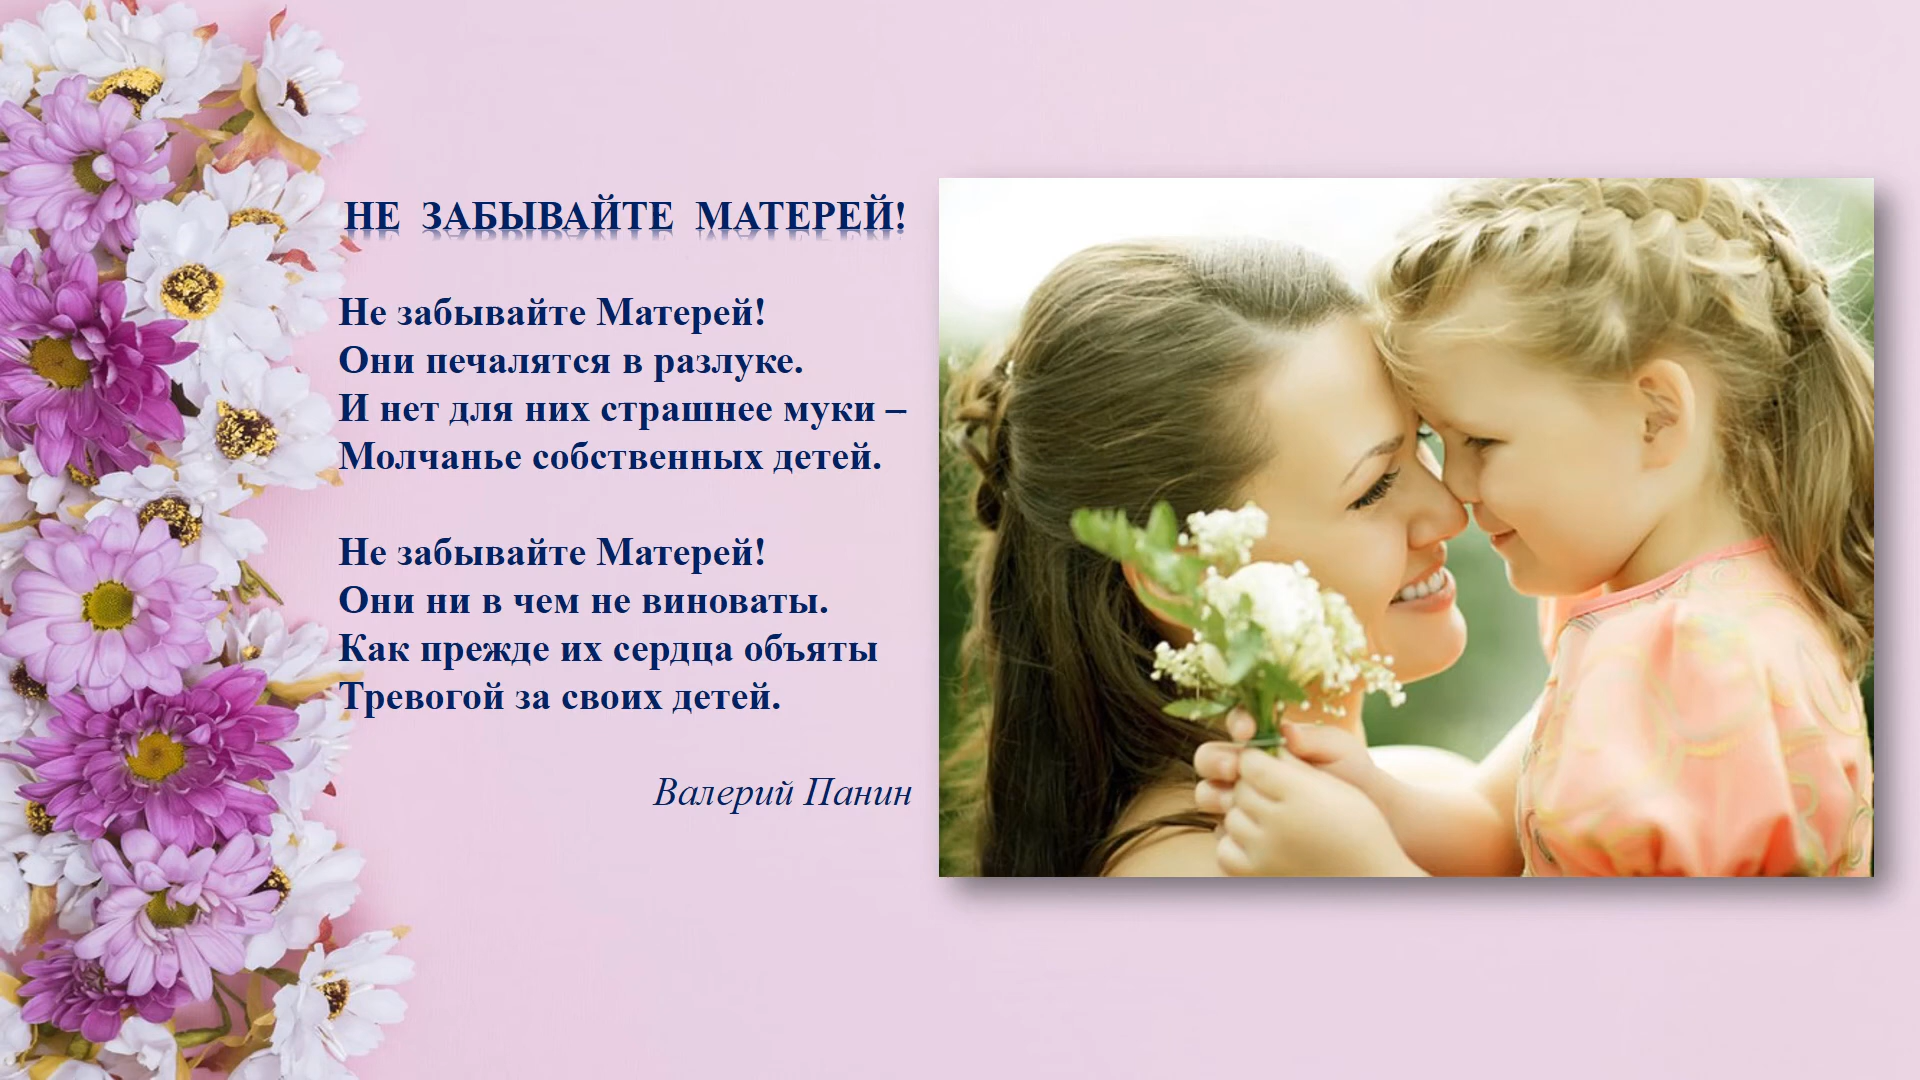 НЕ ЗАБЫВАЙТЕ МАТЕРЕЙ!
Не забывайте Матерей!
Они печалятся в разлуке.
И нет для них страшнее муки –
Молчанье собственных детей.
Не забывайте Матерей!
Они ни в чем не виноваты.
Как прежде их сердца объяты
Тревогой за своих детей.
Валерий Панин